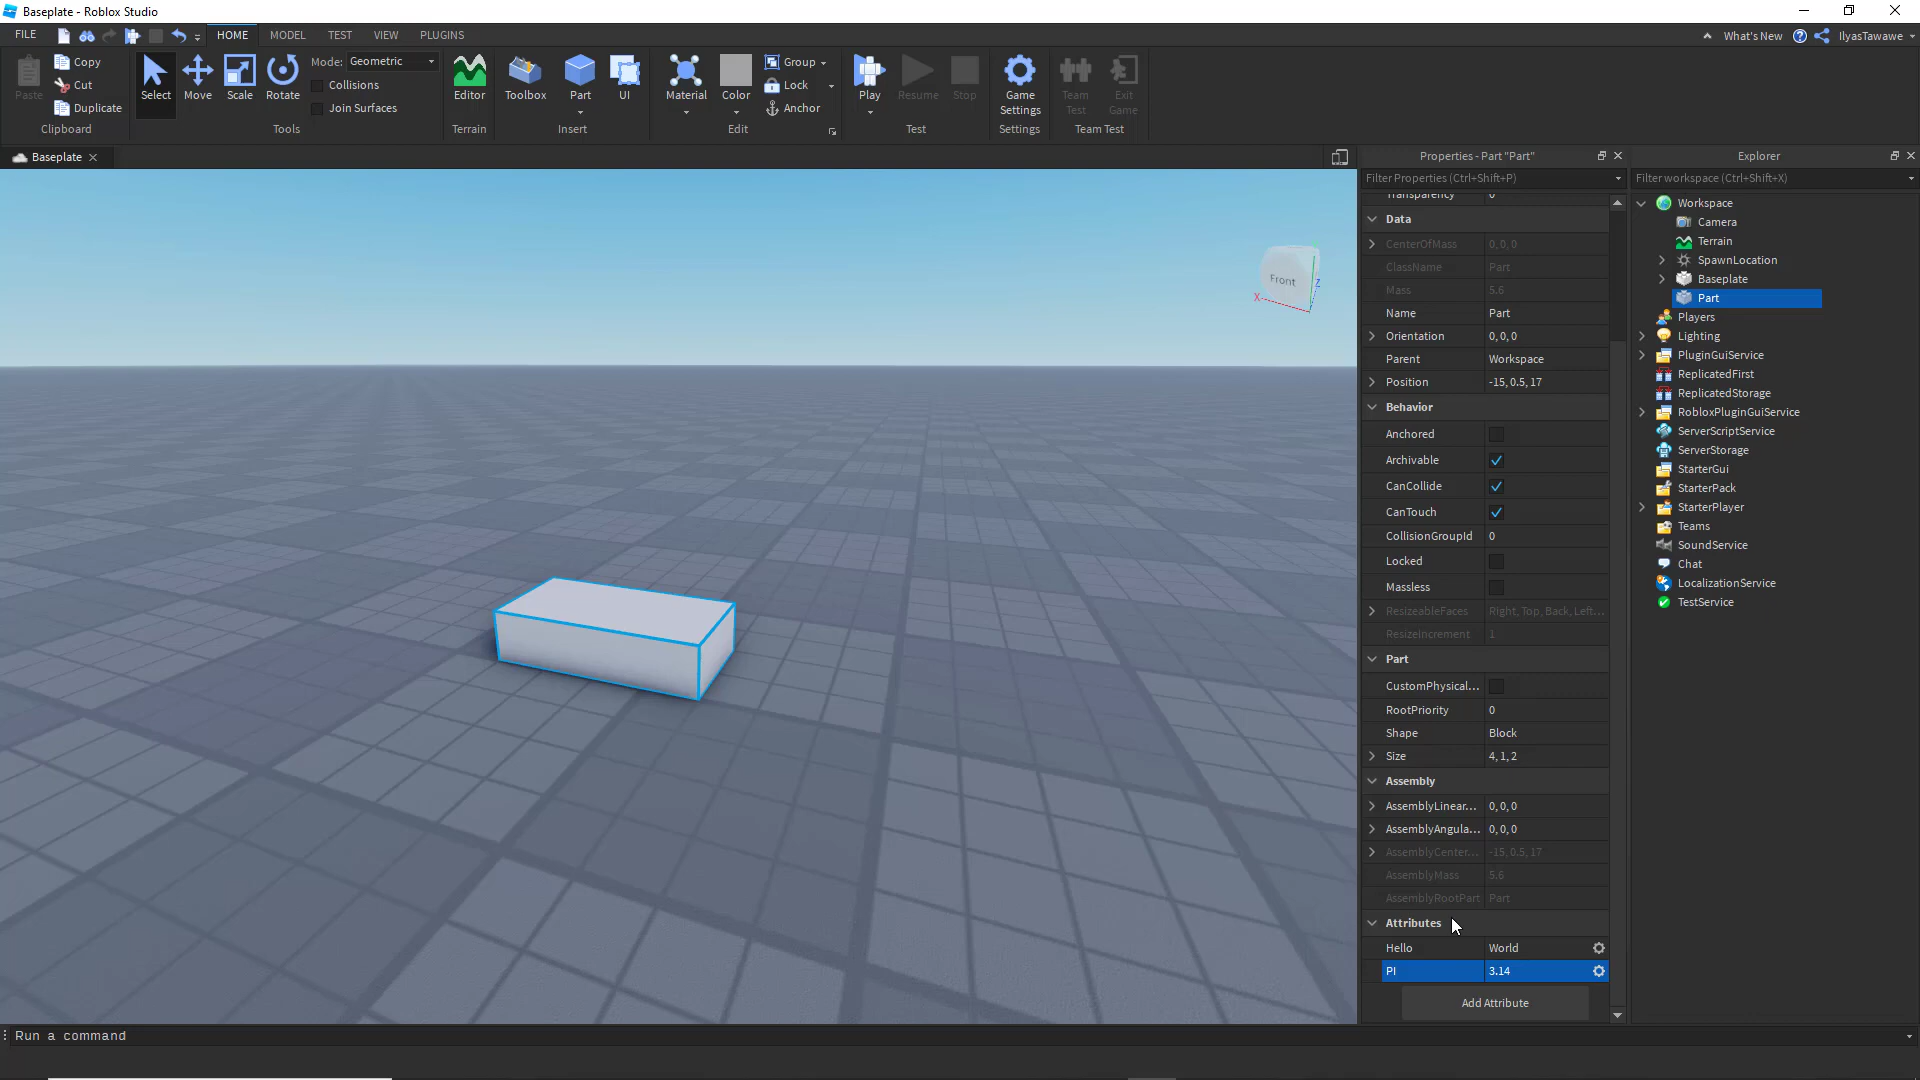 Baseplate - Roblox Studio
FILE HOME MODEL TEST VIEW PLUGINS What's New IlyasTawawe
Paste Copy Cut Duplicate
Clipboard
Select Move Scale Rotate Mode: Geometric
Collisions
Join Surfaces
Tools
Editor
Terrain
Toolbox Part UI
Insert
Material Color Group
Lock
Anchor
Edit
Play Resume Stop
Test
Game Settings
Settings
Team Test Exit Game
Team Test
Baseplate
Front
X
Z
Properties - Part "Part"
Filter Properties (Ctrl+Shift+P)
Transparency 0
Data
CenterOfMass 0, 0, 0
ClassName Part
Mass 5.6
Name Part
Orientation 0, 0, 0
Parent Workspace
Position -15, 0.5, 17
Behavior
Anchored
Archivable
CanCollide
CanTouch
CollisionGroupId 0
Locked
Massless
ResizeableFaces Right, Top, Back, Left...
ResizeIncrement 1
Part
CustomPhysical...
RootPriority 0
Shape Block
Size 4, 1, 2
Assembly
AssemblyLinear... 0, 0, 0
AssemblyAngula... 0, 0, 0
AssemblyCenter... -15, 0.5, 17
AssemblyMass 5.6
AssemblyRootPart Part
Attributes
Hello World
PI 3.14
Add Attribute
Explorer
Filter workspace (Ctrl+Shift+X)
Workspace
Camera
Terrain
SpawnLocation
Baseplate
Part
Players
Lighting
PluginGuiService
ReplicatedFirst
ReplicatedStorage
RobloxPluginGuiService
ServerScriptService
ServerStorage
StarterGui
StarterPack
StarterPlayer
Teams
SoundService
Chat
LocalizationService
TestService
Run a command